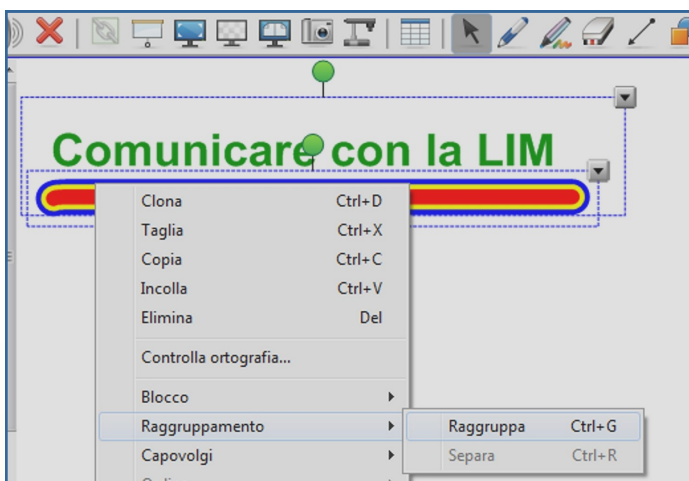 Comunicare con la LIM
Clona Ctrl+D
Taglia Ctrl+X
Copia Ctrl+C
Incolla Ctrl+V
Elimina Del
Controlla ortografia...
Blocco
Raggruppamento
Raggruppa Ctrl+G
Capovolgi
Separa Ctrl+R